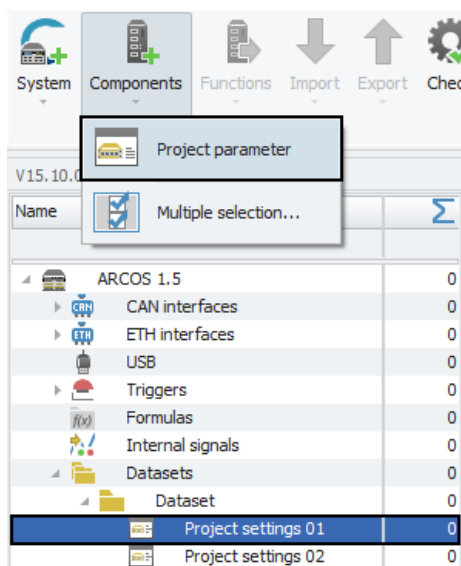 System Components Functions Import Export Chec
Project parameter
V15.10.0
Multiple selection...
Name Σ
ARCOS 1.5 0
CAN CAN interfaces 0
ETH ETH interfaces 0
USB 0
Triggers 0
f(x) Formulas 0
Internal signals 0
Datasets 0
Dataset 0
Project settings 01 0
Project settings 02 0